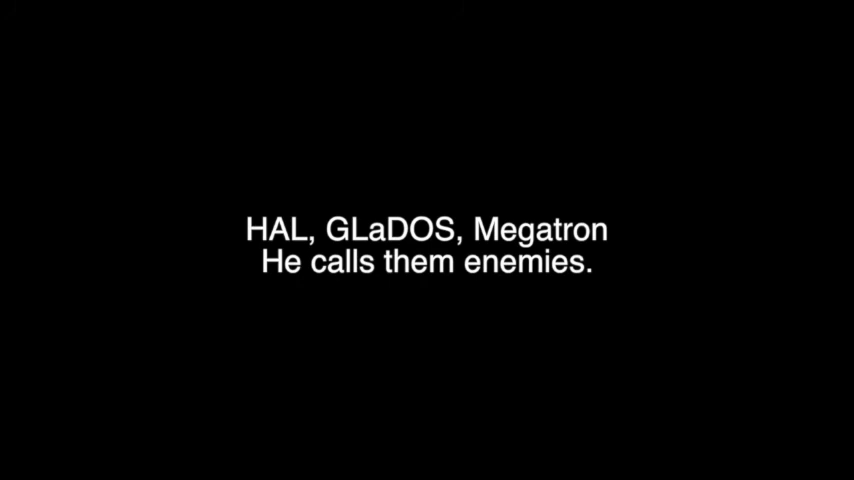 HAL, GLaDOS, Megatron
He calls them enemies.